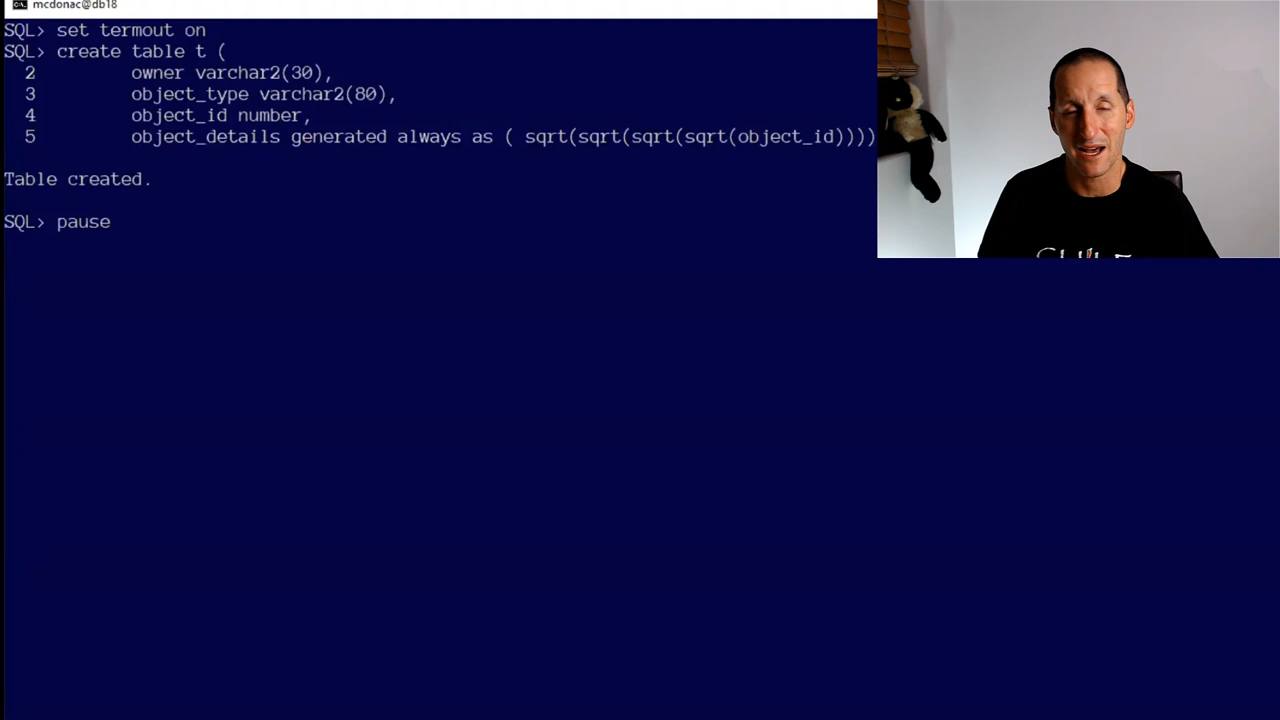 mcdonac@db18
SQL> set termout on
SQL> create table t (
2 owner varchar2(30),
3 object_type varchar2(80),
4 object_id number,
5 object_details generated always as ( sqrt(sqrt(sqrt(sqrt(object_id))))
Table created.
SQL> pause